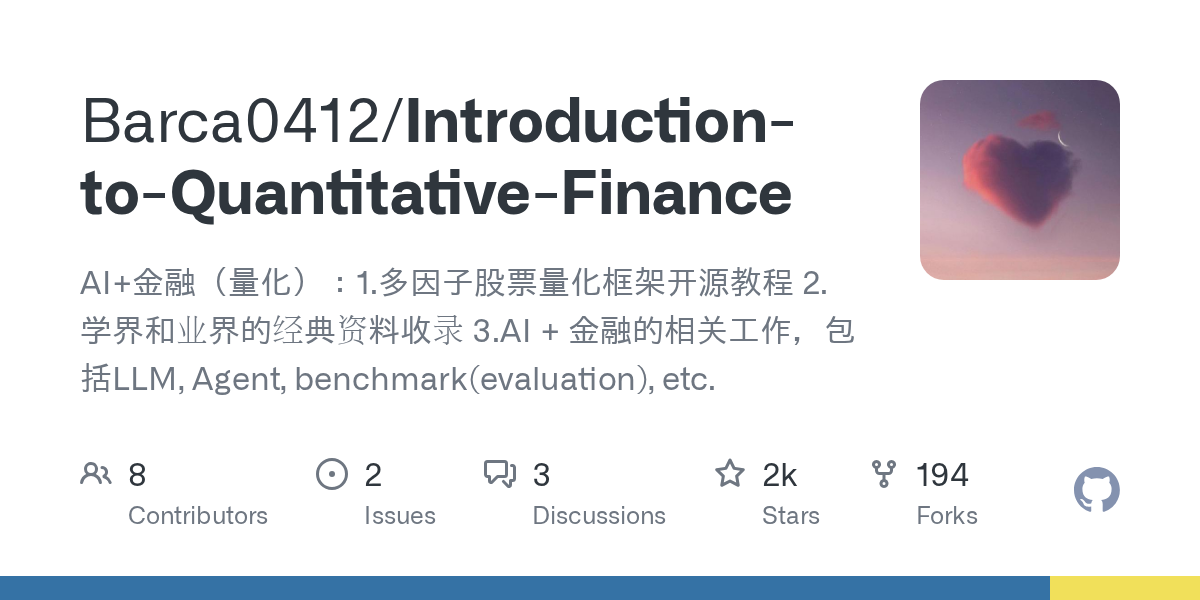 Barca0412/Introduction-
to-Quantitative-Finance
AI+金融（量化）：1.多因子股票量化框架开源教程 2.
学界和业界的经典资料收录 3.AI + 金融的相关工作，包
括LLM, Agent, benchmark(evaluation), etc.
8 2 3 2k 194
Contributors Issues Discussions Stars Forks